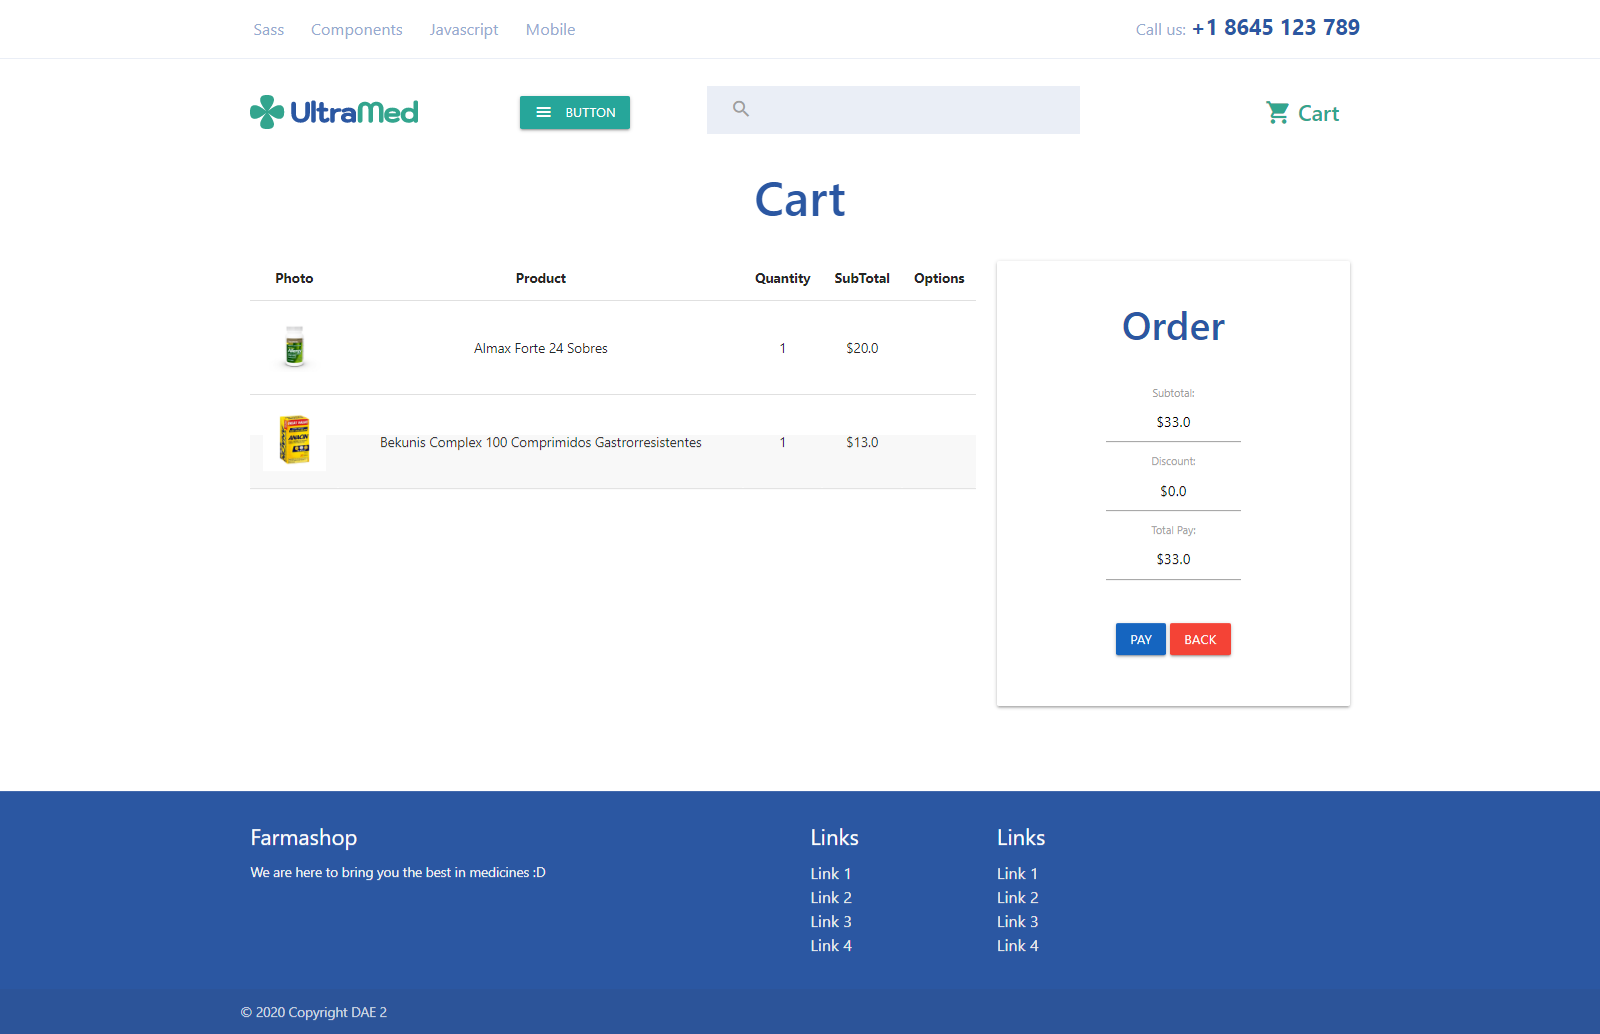 Sass Components Javascript Mobile Call us: +1 8645 123 789
UltraMed BUTTON Cart
Cart
Photo Product Quantity SubTotal Options
Almax Forte 24 Sobres 1 $20.0
ANACIN
Bekunis Complex 100 Comprimidos Gastrorresistentes 1 $13.0
Order
Subtotal:
$33.0
Discount:
$0.0
Total Pay:
$33.0
PAY BACK
Farmashop
We are here to bring you the best in medicines :D
Links
Link 1
Link 2
Link 3
Link 4
Links
Link 1
Link 2
Link 3
Link 4
© 2020 Copyright DAE 2